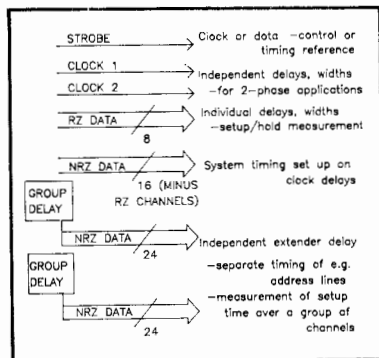 STROBE
Clock or data –control or
timing reference
CLOCK 1
CLOCK 2
Independent delays, widths
–for 2–phase applications
RZ DATA
8
Individual delays, widths
–setup/hold measurement
NRZ DATA
16 (MINUS
RZ CHANNELS)
System timing set up on
clock delays
GROUP
DELAY
NRZ DATA
24
Independent extender delay
–separate timing of e.g.
address lines
–measurement of setup
time over a group of
channels
GROUP
DELAY
NRZ DATA
24